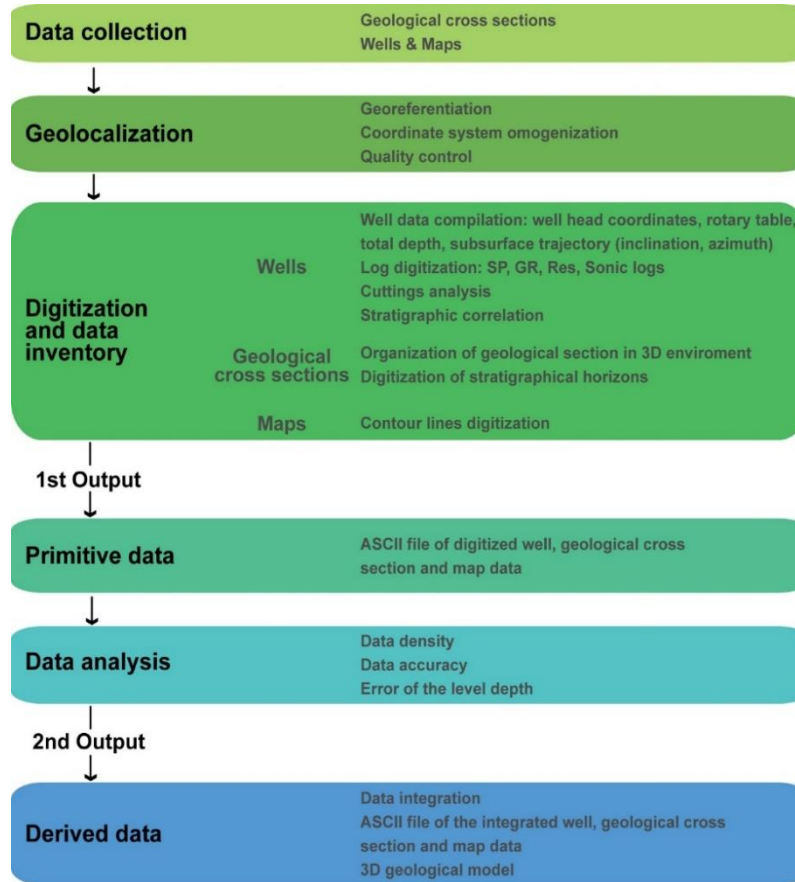 Data collection
Geological cross sections
Wells & Maps
Geolocalization
Georeferentiation
Coordinate system omogenization
Quality control
Digitization
and data
inventory
Wells
Well data compilation: well head coordinates, rotary table,
total depth, subsurface trajectory (inclination, azimuth)
Log digitization: SP, GR, Res, Sonic logs
Cuttings analysis
Stratigraphic correlation
Geological
cross sections
Organization of geological section in 3D enviroment
Digitization of stratigraphical horizons
Maps
Contour lines digitization
1st Output
Primitive data
ASCII file of digitized well, geological cross
section and map data
Data analysis
Data density
Data accuracy
Error of the level depth
2nd Output
Derived data
Data integration
ASCII file of the integrated well, geological cross
section and map data
3D geological model